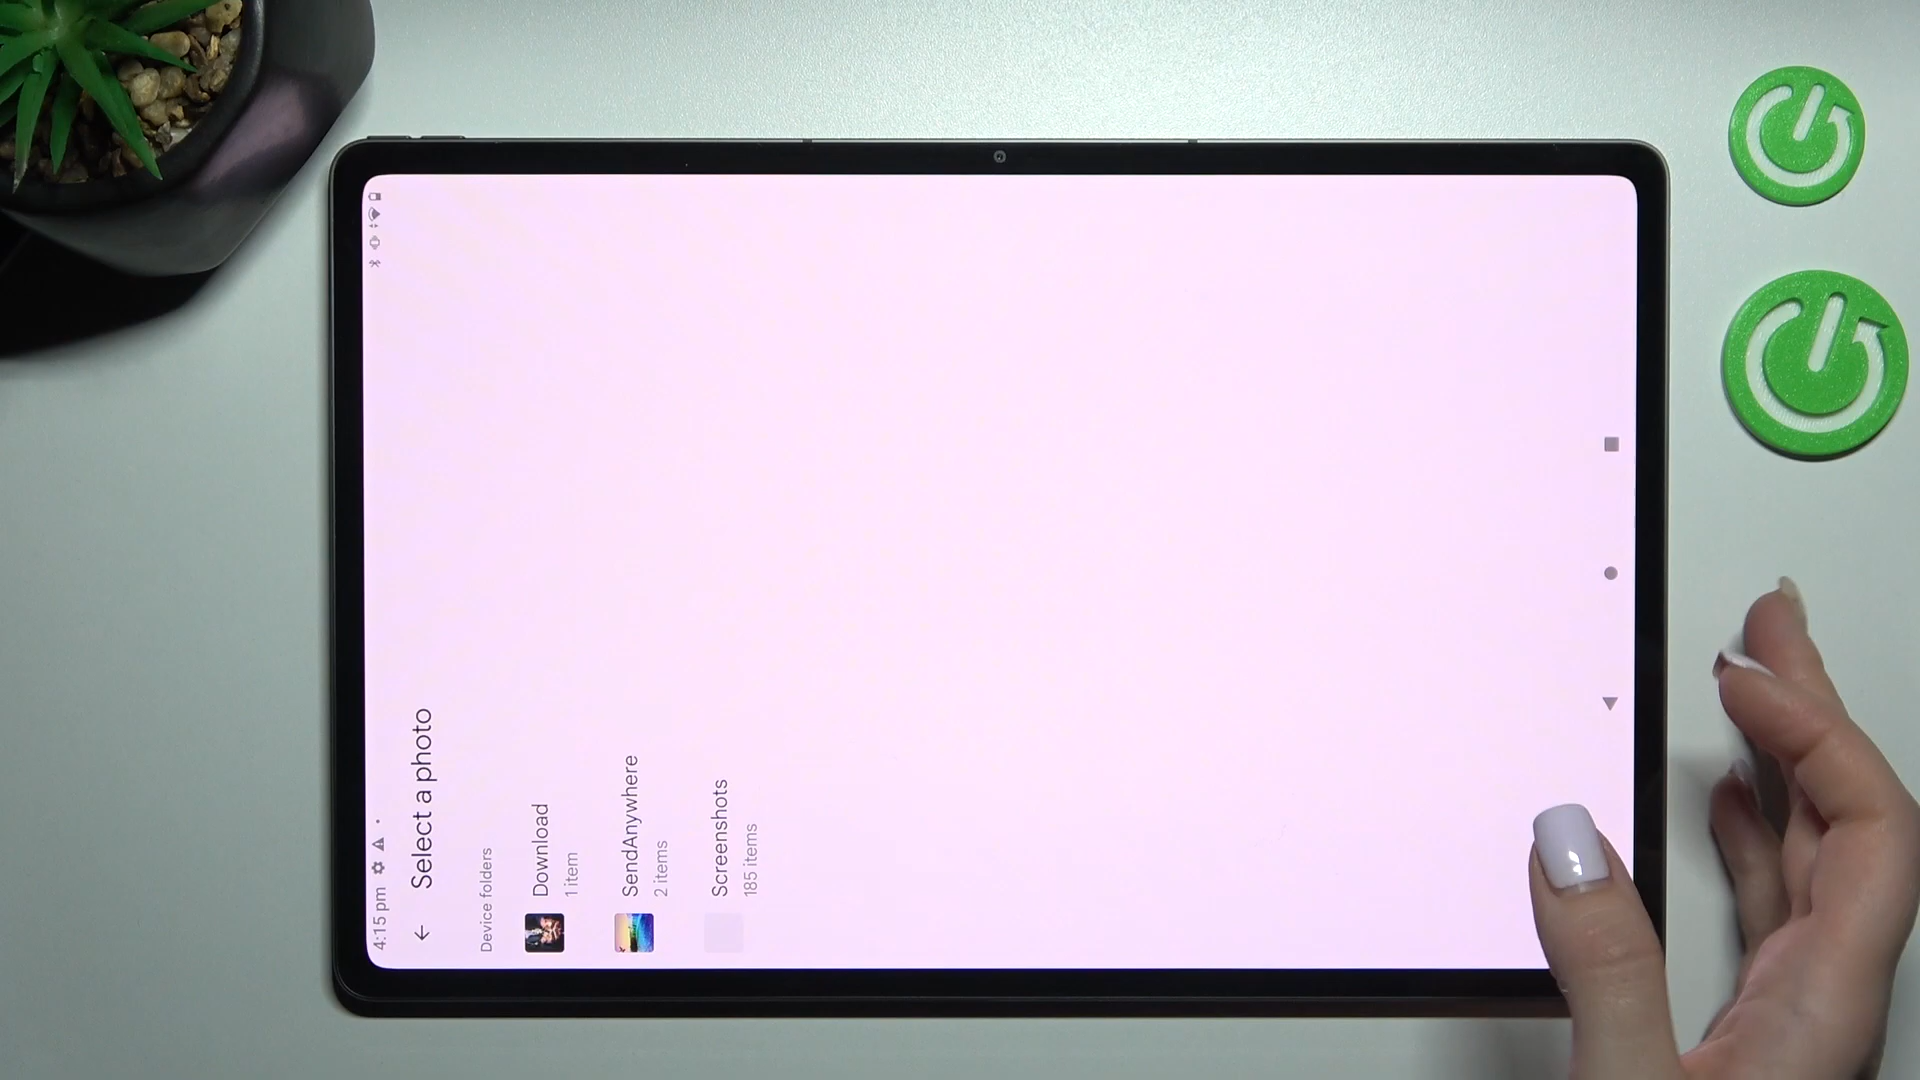 4:15 pm
Select a photo
Device folders
Download
1 item
SendAnywhere
2 items
Screenshots
185 items